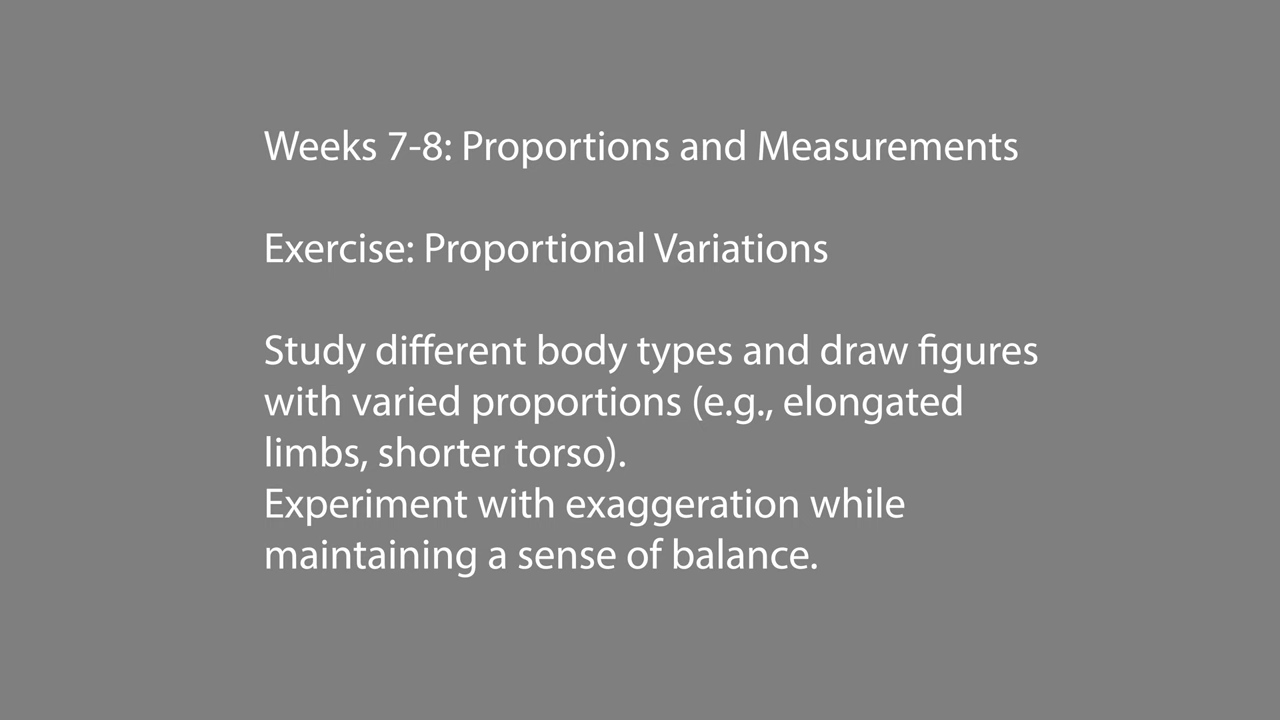 Weeks 7-8: Proportions and Measurements
Exercise: Proportional Variations
Study different body types and draw figures
with varied proportions (e.g., elongated
limbs, shorter torso).
Experiment with exaggeration while
maintaining a sense of balance.